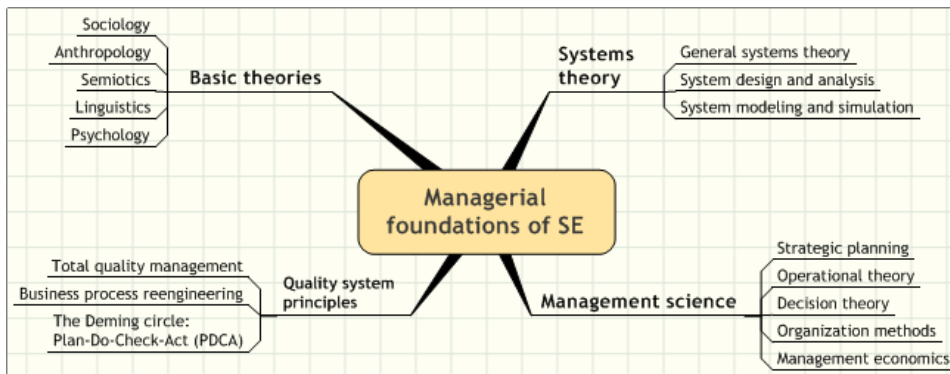 Managerial
foundations of SE
Basic theories
Sociology
Anthropology
Semiotics
Linguistics
Psychology
Systems
theory
General systems theory
System design and analysis
System modeling and simulation
Quality system
principles
Total quality management
Business process reengineering
The Deming circle:
Plan-Do-Check-Act (PDCA)
Management science
Strategic planning
Operational theory
Decision theory
Organization methods
Management economics